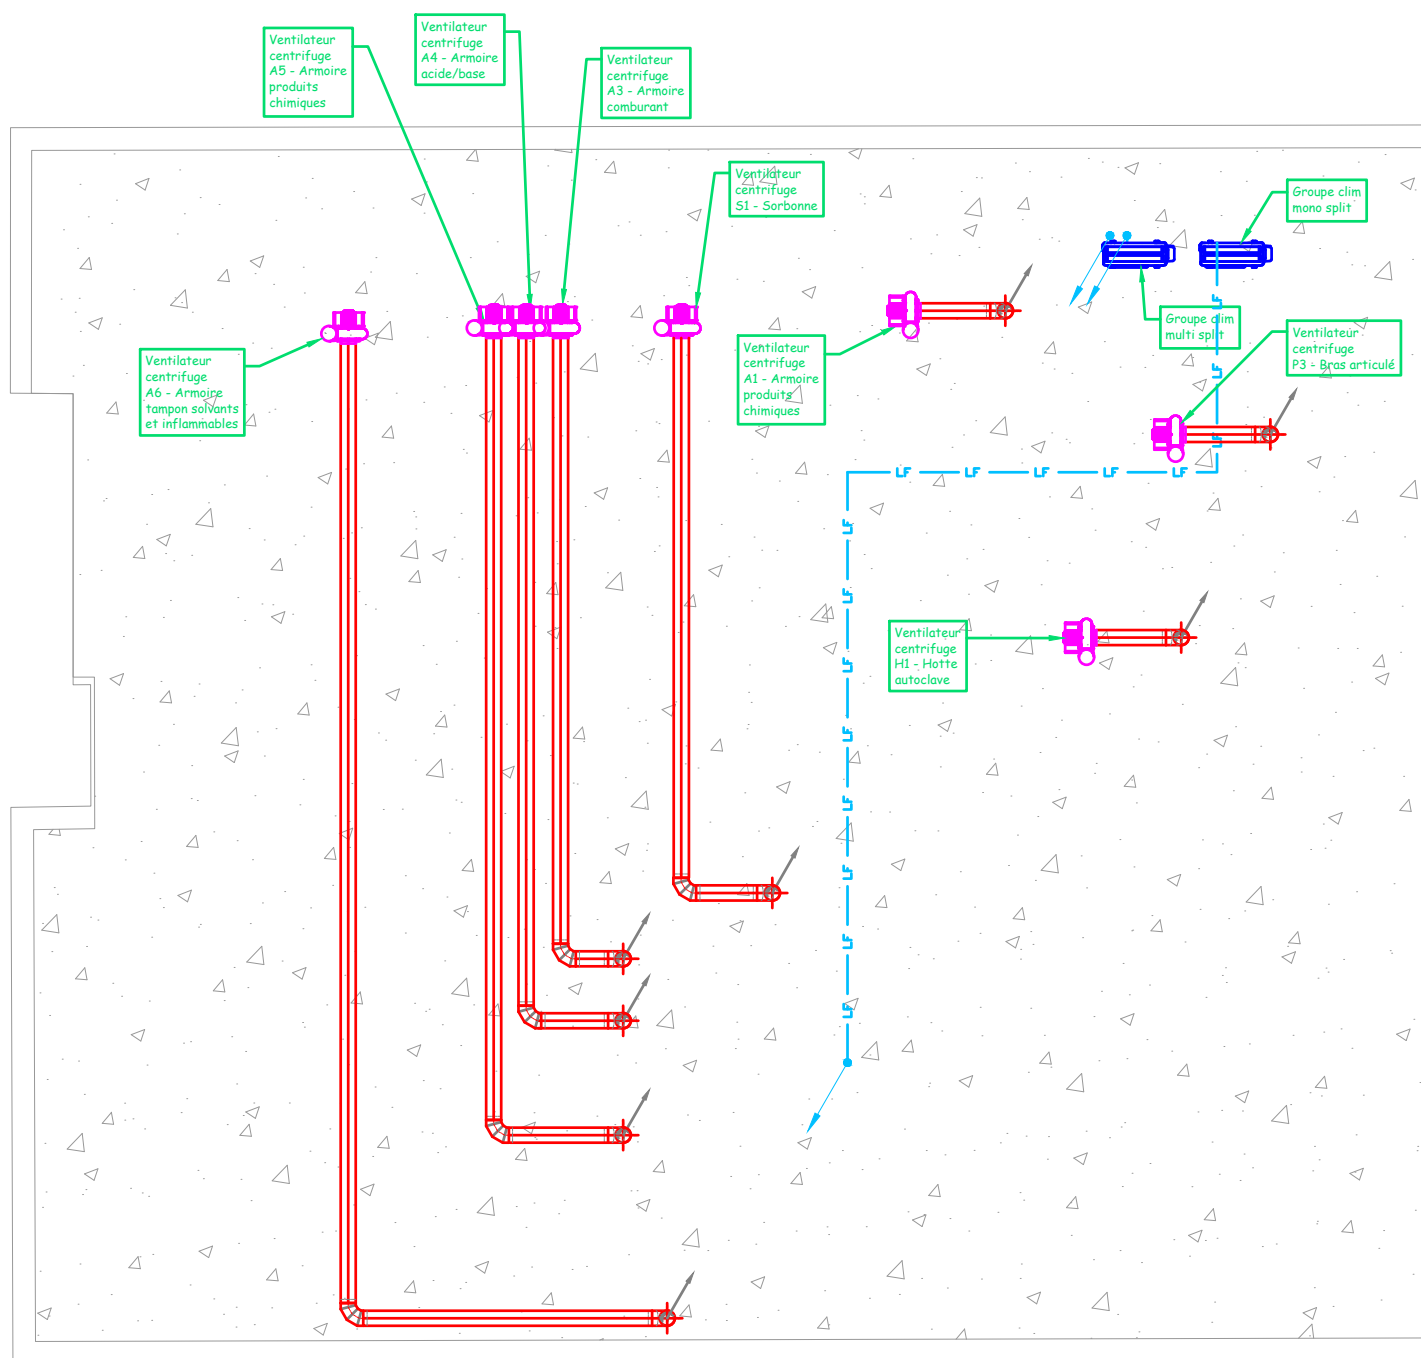 Ventilateur
centrifuge
A5 - Armoire
produits
chimiques
Ventilateur
centrifuge
A4 - Armoire
acide/base
Ventilateur
centrifuge
A3 - Armoire
comburant
Ventilateur
centrifuge
S1 - Sorbonne
Groupe clim
mono split
Groupe clim
multi split
Ventilateur
centrifuge
P3 - Bras articulé
Ventilateur
centrifuge
A1 - Armoire
produits
chimiques
Ventilateur
centrifuge
A6 - Armoire
tampon solvants
et inflammables
LF
LF
LF
LF
LF
LF
LF
LF
Ventilateur
centrifuge
H1 - Hotte
autoclave
LF
LF
LF
LF
LF
LF
LF
LF